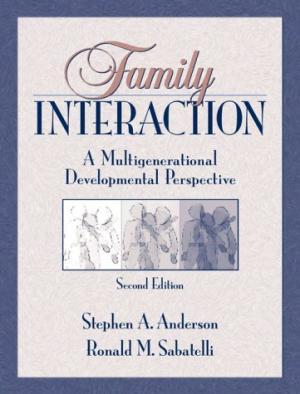 Family
INTERACTION
A Multigenerational
Developmental Perspective
Second Edition
Stephen A. Anderson
Ronald M. Sabatelli